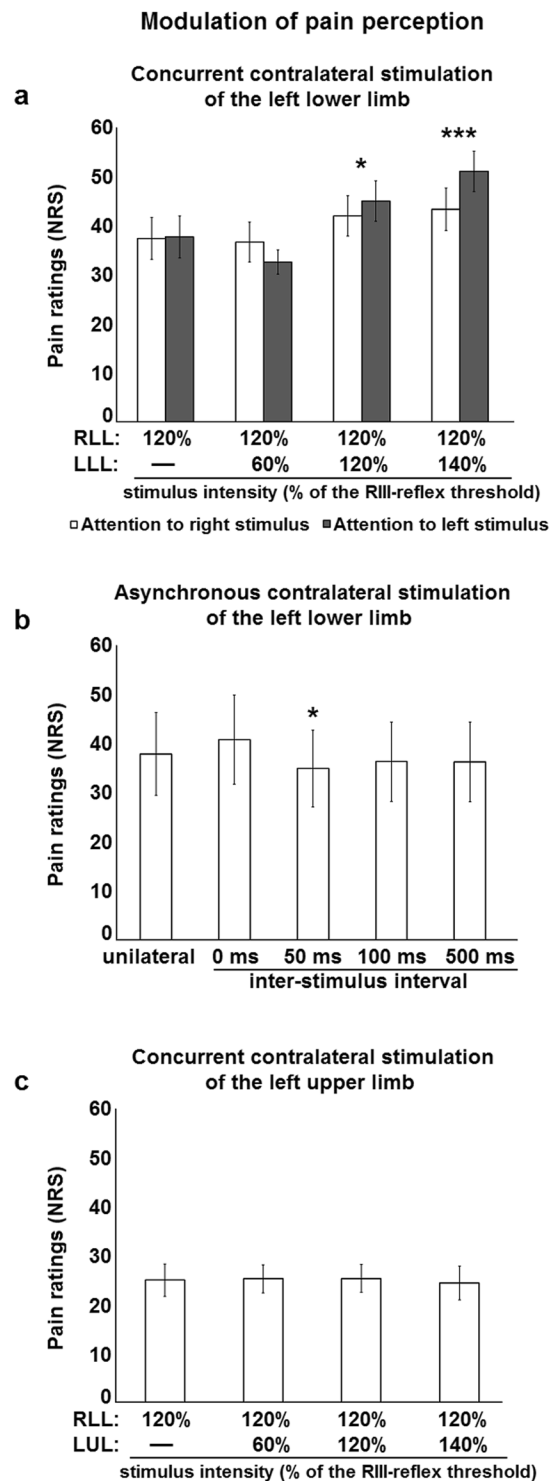 Modulation of pain perception
a
Concurrent contralateral stimulation
of the left lower limb
Pain ratings (NRS)
60
50
40
30
20
10
0
* ***
RLL: 120% 120% 120% 120%
LLL: — 60% 120% 140%
stimulus intensity (% of the RIII-reflex threshold)
Attention to right stimulus Attention to left stimulus
b
Asynchronous contralateral stimulation
of the left lower limb
Pain ratings (NRS)
60
50
40
30
20
10
0
*
unilateral 0 ms 50 ms 100 ms 500 ms
inter-stimulus interval
c
Concurrent contralateral stimulation
of the left upper limb
Pain ratings (NRS)
60
50
40
30
20
10
0
RLL: 120% 120% 120% 120%
LUL: — 60% 120% 140%
stimulus intensity (% of the RIII-reflex threshold)